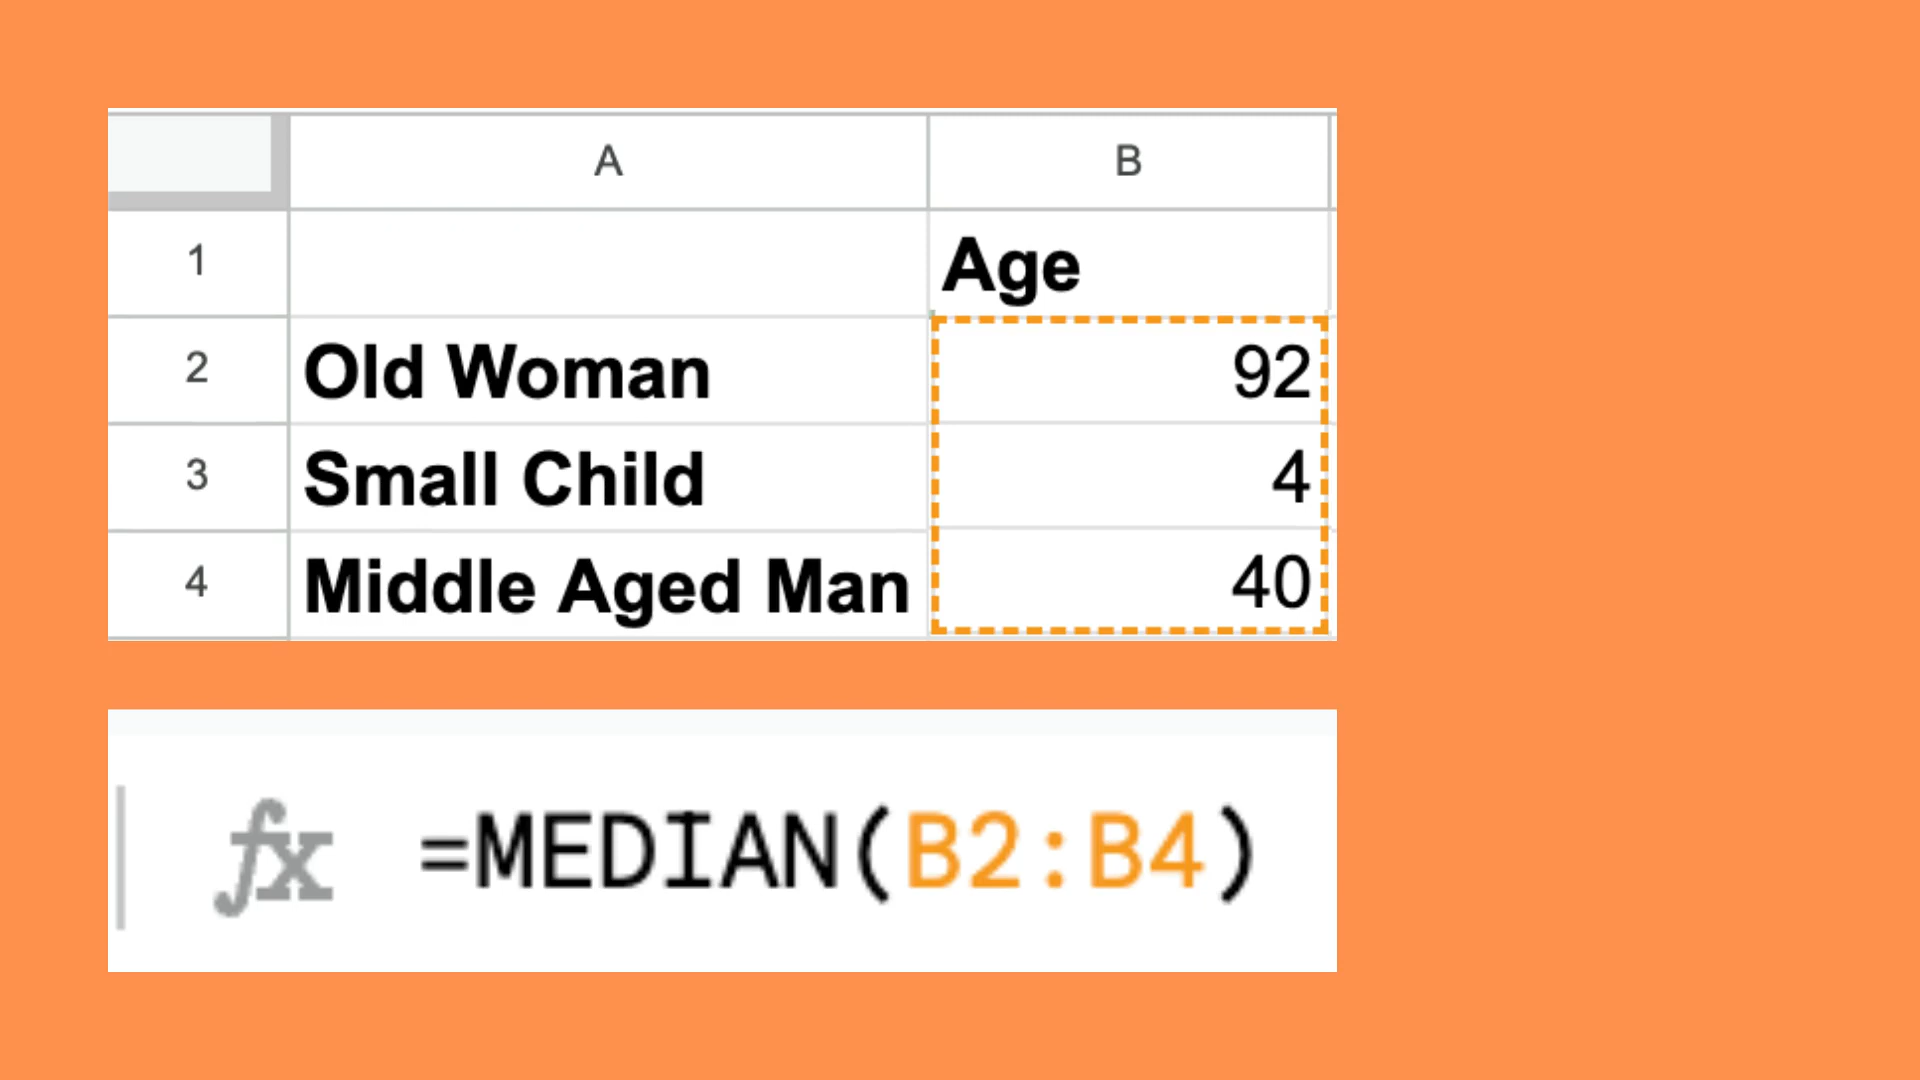 A B
1 Age
2 Old Woman 92
3 Small Child 4
4 Middle Aged Man 40
fx =MEDIAN(B2:B4)